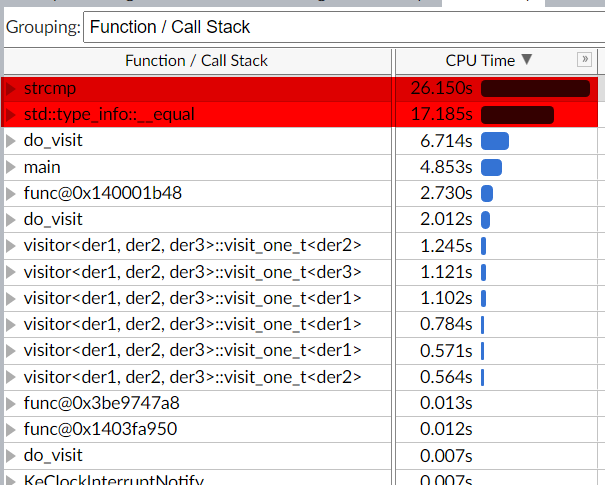 Grouping: Function / Call Stack
Function / Call Stack CPU Time ▼ »
strcmp 26.150s
std::type_info::__equal 17.185s
do_visit 6.714s
main 4.853s
func@0x140001b48 2.730s
do_visit 2.012s
visitor<der1, der2, der3>::visit_one_t<der2> 1.245s
visitor<der1, der2, der3>::visit_one_t<der3> 1.121s
visitor<der1, der2, der3>::visit_one_t<der1> 1.102s
visitor<der1, der2, der3>::visit_one_t<der1> 0.784s
visitor<der1, der2, der3>::visit_one_t<der1> 0.571s
visitor<der1, der2, der3>::visit_one_t<der2> 0.564s
func@0x3be9747a8 0.013s
func@0x1403fa950 0.012s
do_visit 0.007s
KeClockInterruptNotify 0.007s